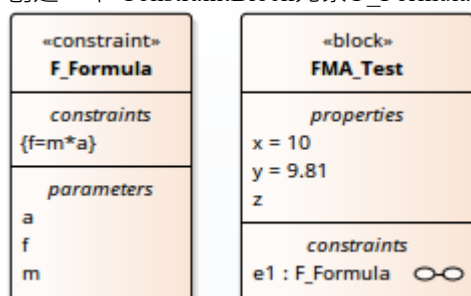 «constraint»
F_Formula
constraints
{f=m*a}
parameters
a
f
m
«block»
FMA_Test
properties
x = 10
y = 9.81
z
constraints
e1 : F_Formula